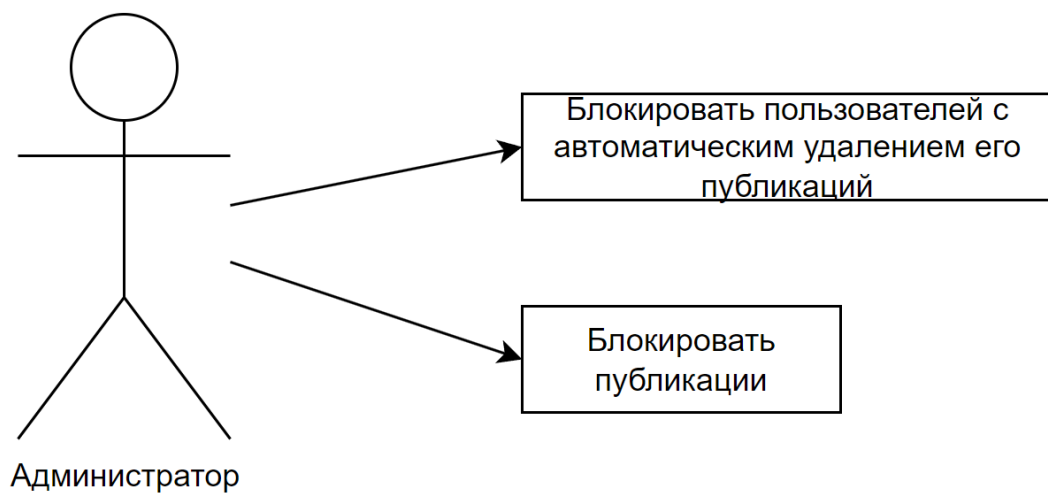 Блокировать пользователей с
автоматическим удалением его
публикаций
Блокировать
публикации
Администратор